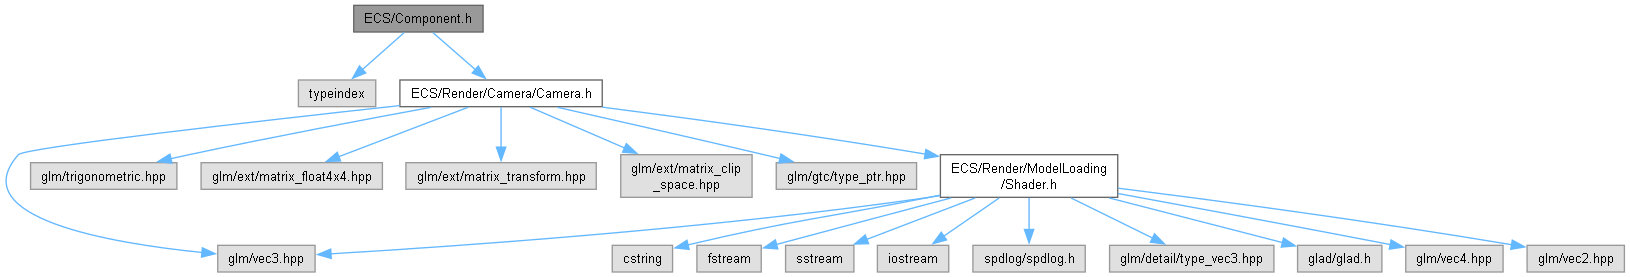 ECS/Component.h
typeindex
ECS/Render/Camera/Camera.h
glm/trigonometric.hpp
glm/ext/matrix_float4x4.hpp
glm/ext/matrix_transform.hpp
glm/ext/matrix_clip
_space.hpp
glm/gtc/type_ptr.hpp
ECS/Render/ModelLoading
/Shader.h
glm/vec3.hpp
cstring
fstream
sstream
iostream
spdlog/spdlog.h
glm/detail/type_vec3.hpp
glad/glad.h
glm/vec4.hpp
glm/vec2.hpp